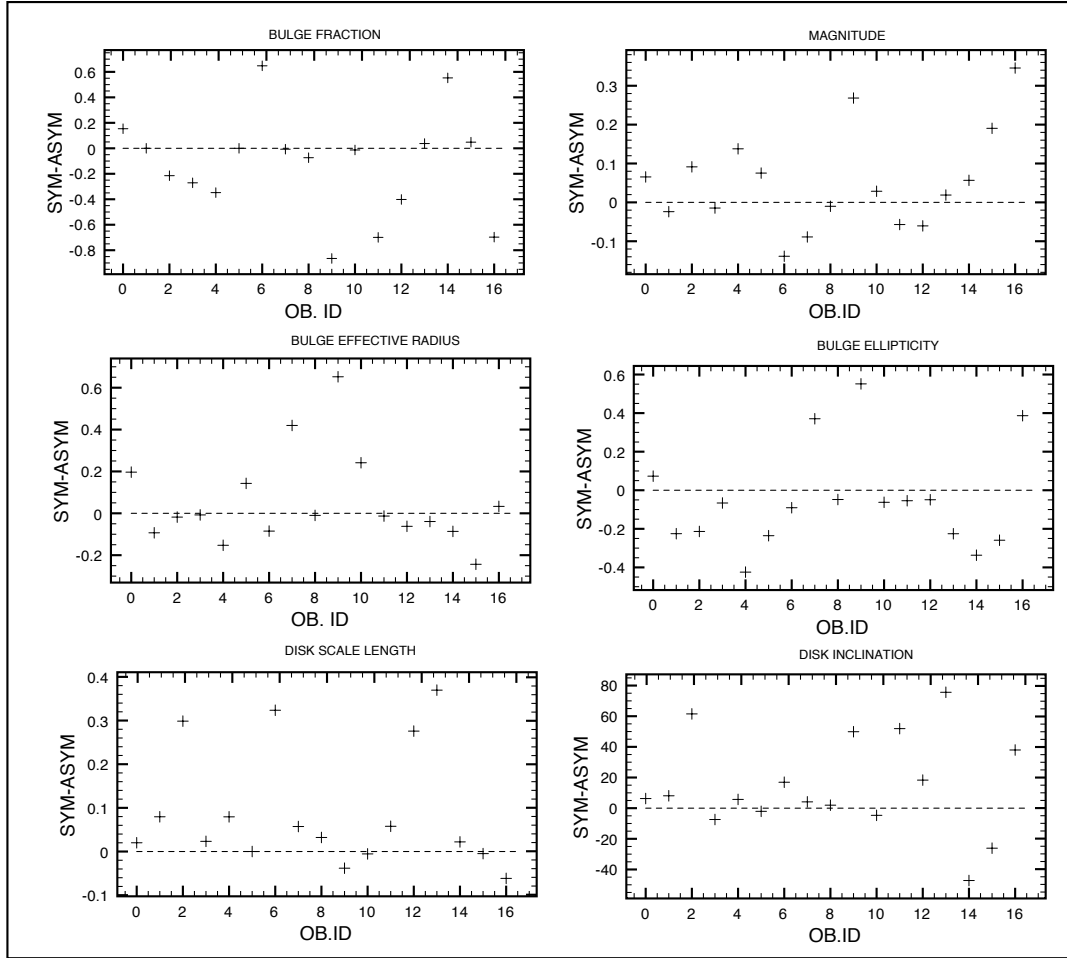 BULGE FRACTION
SYM-ASYM
0.6
0.4
0.2
0
-0.2
-0.4
-0.6
-0.8
0 2 4 6 8 10 12 14 16
OB. ID
MAGNITUDE
SYM-ASYM
0.3
0.2
0.1
0
-0.1
0 2 4 6 8 10 12 14 16
OB.ID
BULGE EFFECTIVE RADIUS
SYM-ASYM
0.6
0.4
0.2
0
-0.2
0 2 4 6 8 10 12 14 16
OB. ID
BULGE ELLIPTICITY
SYM-ASYM
0.6
0.4
0.2
0
-0.2
-0.4
0 2 4 6 8 10 12 14 16
OB.ID
DISK SCALE LENGTH
SYM-ASYM
0.4
0.3
0.2
0.1
0
-0.1
0 2 4 6 8 10 12 14 16
OB.ID
DISK INCLINATION
SYM-ASYM
80
60
40
20
0
-20
-40
0 2 4 6 8 10 12 14 16
OB.ID